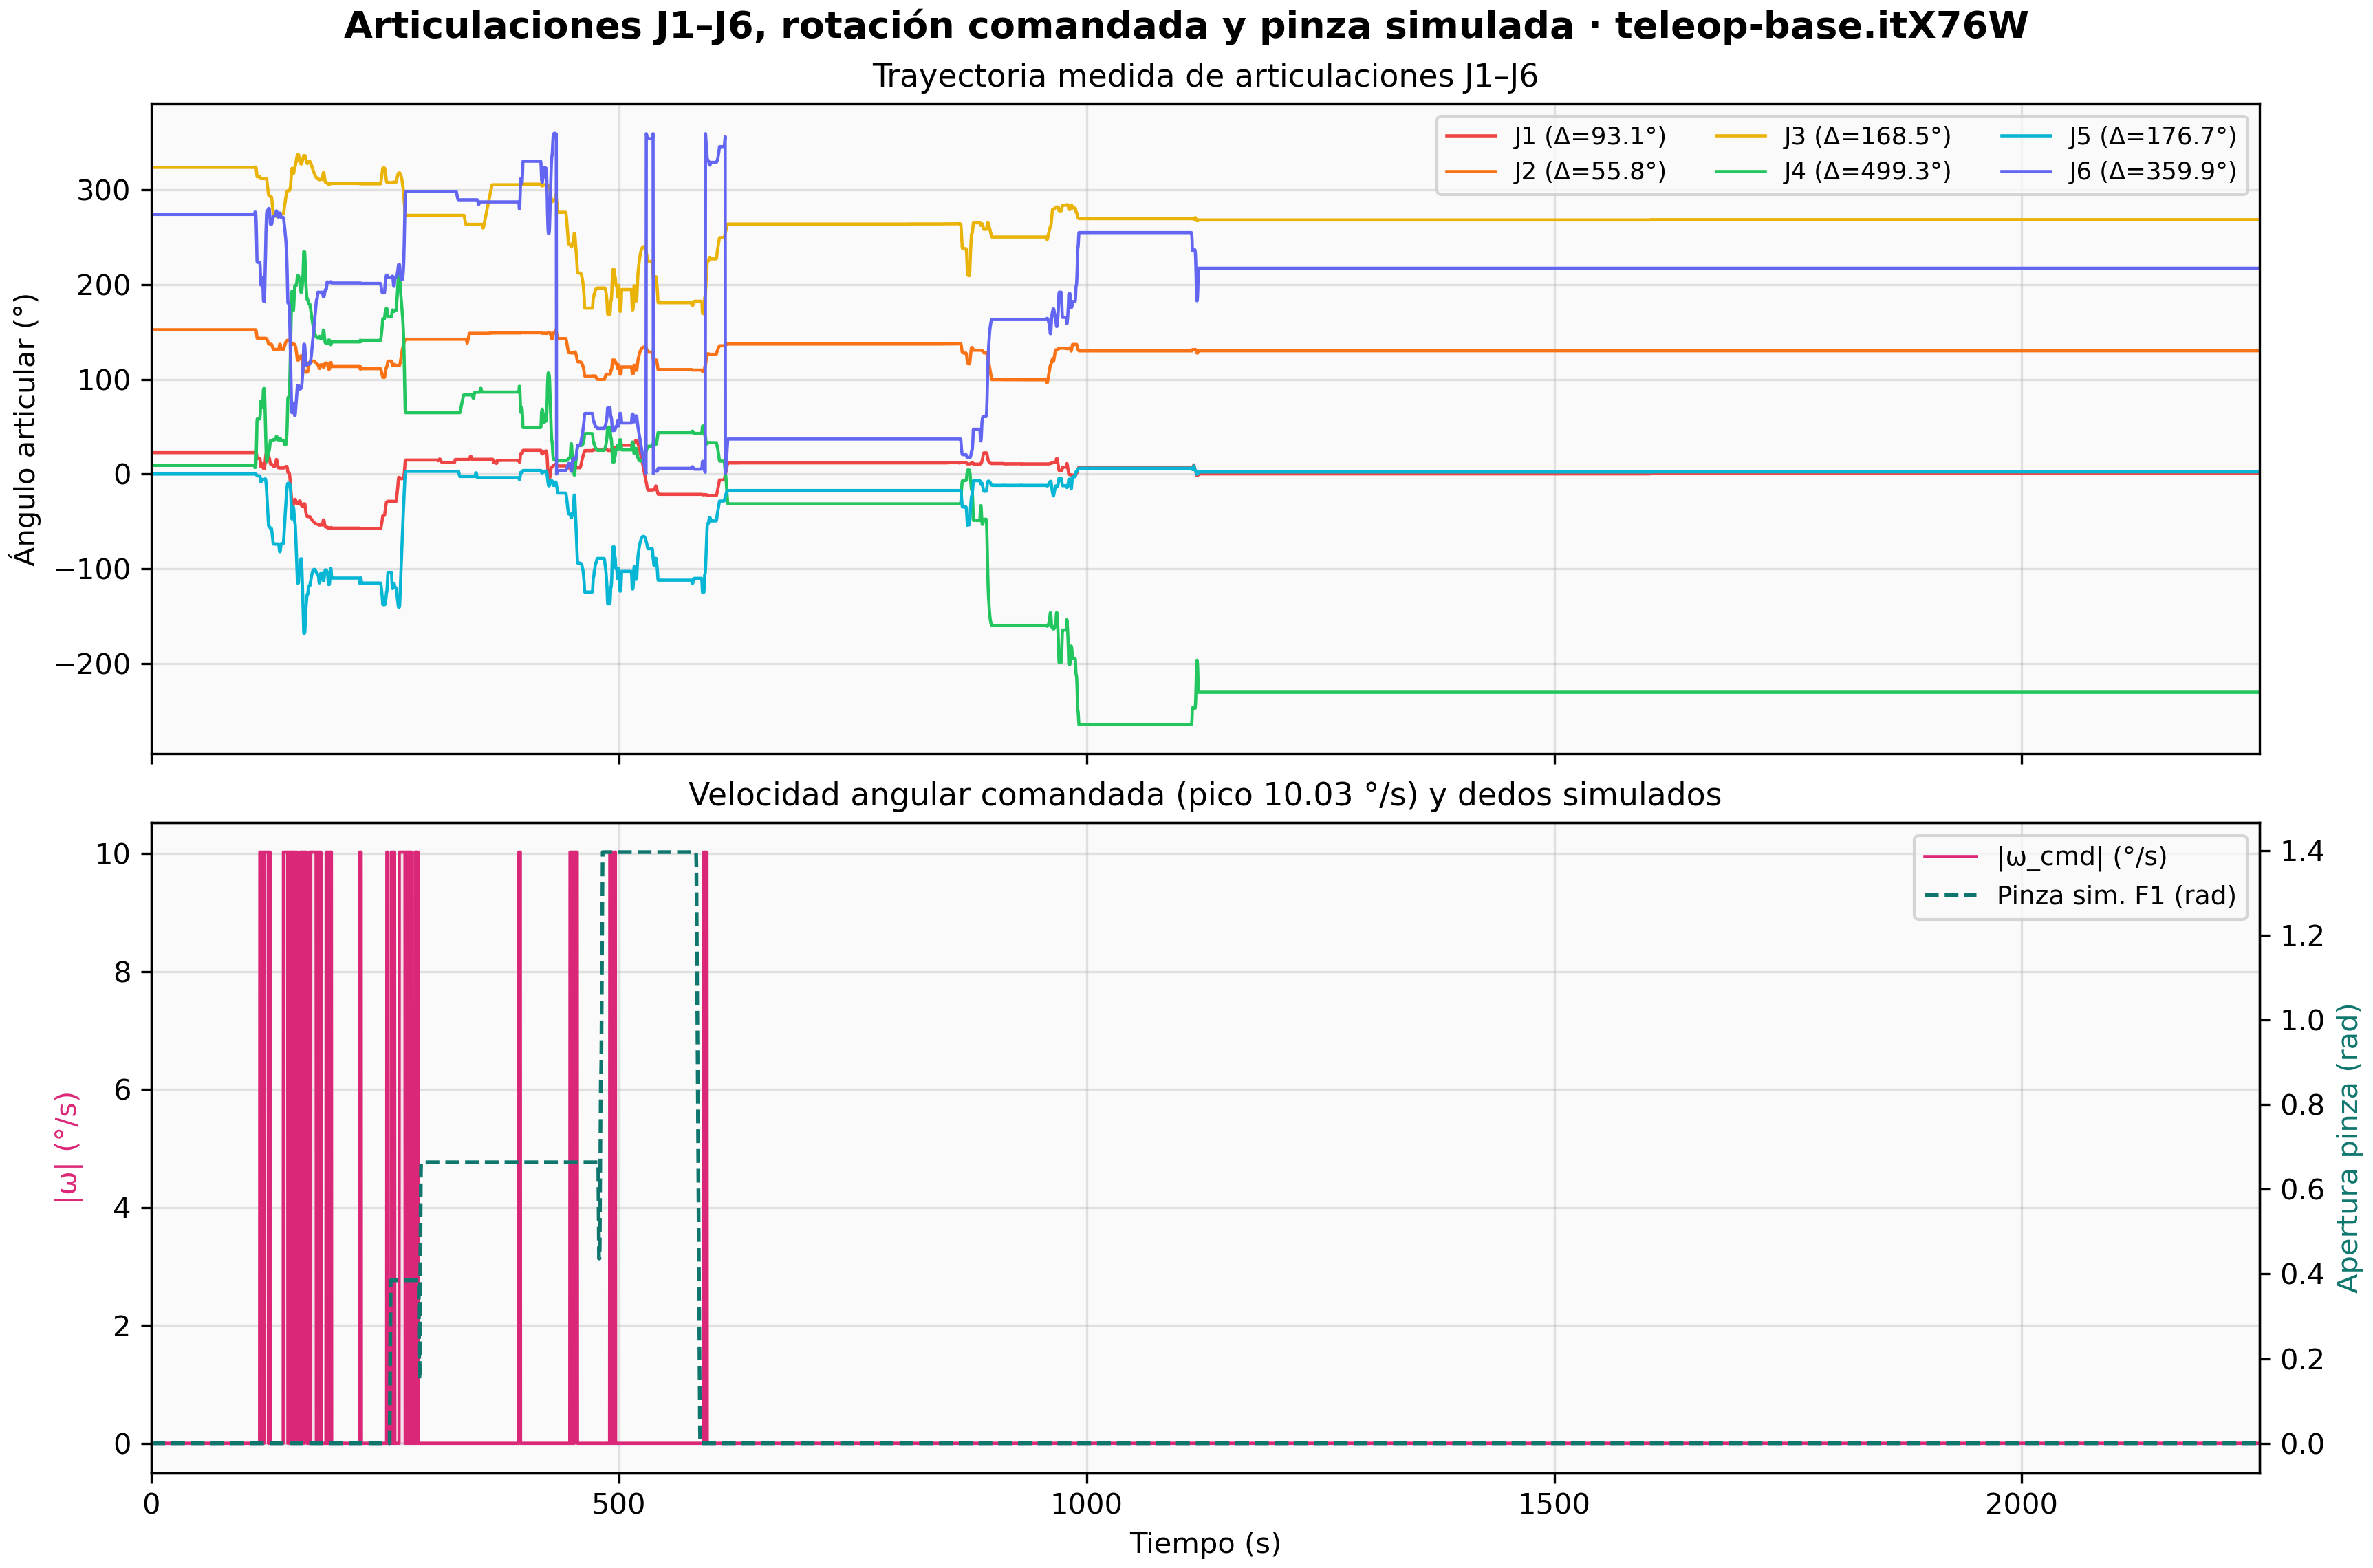 Articulaciones J1–J6, rotación comandada y pinza simulada · teleop-base.itX76W
Trayectoria medida de articulaciones J1–J6
Ángulo articular (°)
300
200
100
0
−100
−200
J1 (Δ=93.1°)
J2 (Δ=55.8°)
J3 (Δ=168.5°)
J4 (Δ=499.3°)
J5 (Δ=176.7°)
J6 (Δ=359.9°)
Velocidad angular comandada (pico 10.03 °/s) y dedos simulados
|ω| (°/s)
10
8
6
4
2
0
|ω_cmd| (°/s)
Pinza sim. F1 (rad)
1.4
1.2
1.0
0.8
0.6
0.4
0.2
0.0
Apertura pinza (rad)
0
500
1000
1500
2000
Tiempo (s)